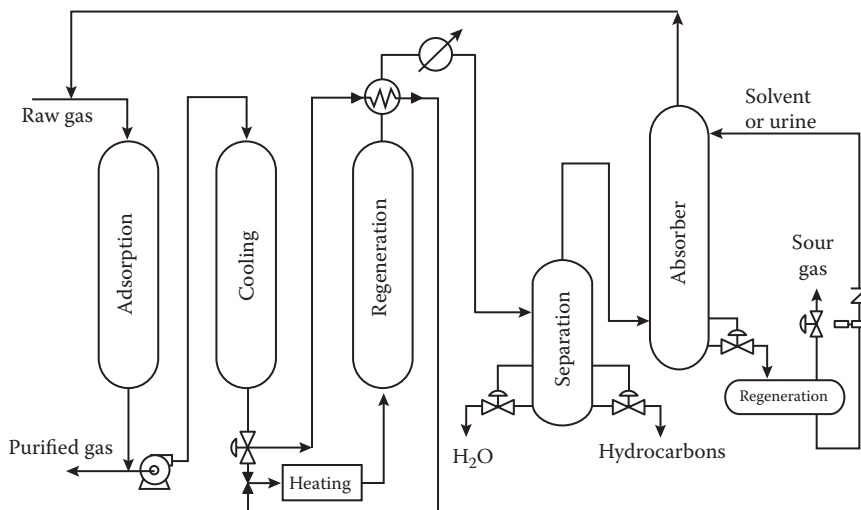 Raw gas
Adsorption
Cooling
Regeneration
Solvent
or urine
Absorber
Sour
gas
Separation
Regeneration
Purified gas
Heating
H₂O
Hydrocarbons